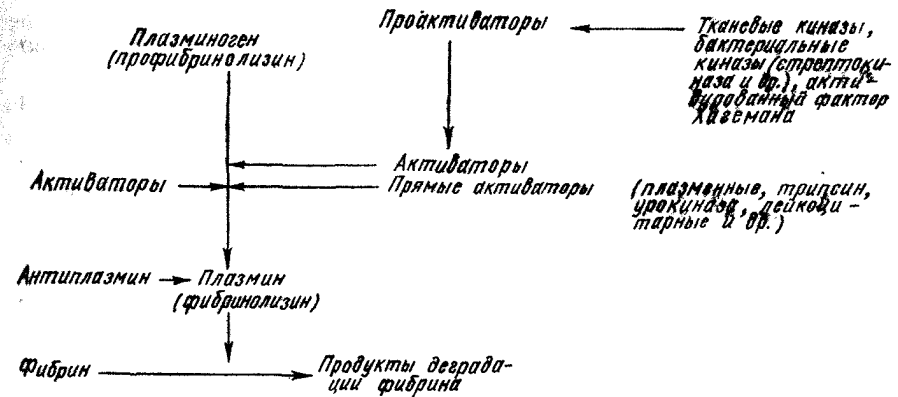 Проактиваторы
Тканевые киназы,
бактериальные
киназы (стрептоки-
наза и др.), акти-
вированный фактор
Хагемана
Плазминоген
(профибринолизин)
Активаторы
Активаторы
Прямые активаторы
(плазменные, трипсин,
урокиназа, лейкоци-
тарные и др.)
Антиплазмин
Плазмин
(фибринолизин)
Фибрин
Продукты деграда-
ции фибрина